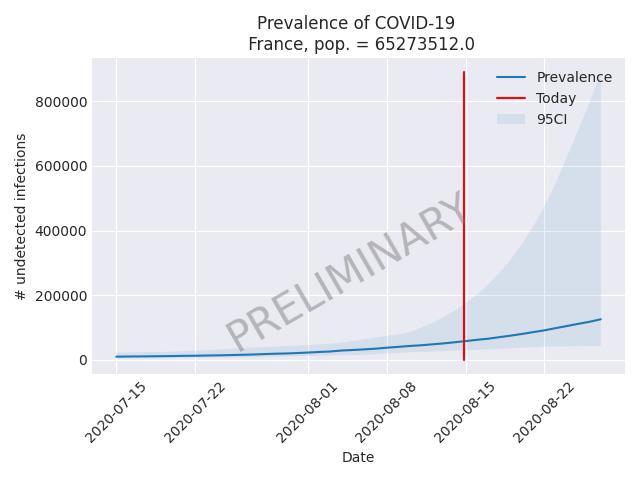 Prevalence of COVID-19
France, pop. = 65273512.0
Prevalence
Today
95CI
# undetected infections
800000
600000
400000
200000
0
PRELIMINARY
2020-07-15
2020-07-22
2020-08-01
2020-08-08
2020-08-15
2020-08-22
Date